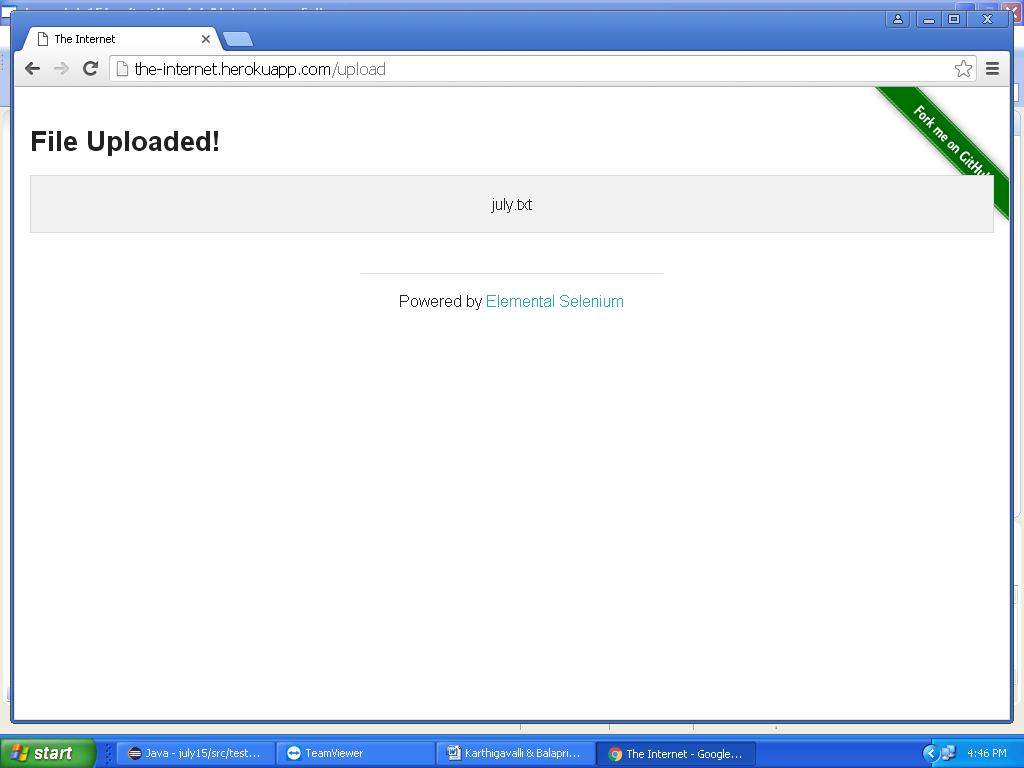 The Internet
the-internet.herokuapp.com/upload
Fork me on GitHub
File Uploaded!
july.txt
Powered by Elemental Selenium
start
Java - july15/src/test...
TeamViewer
Karthigavalli & Balapri...
The Internet - Google...
4:46 PM